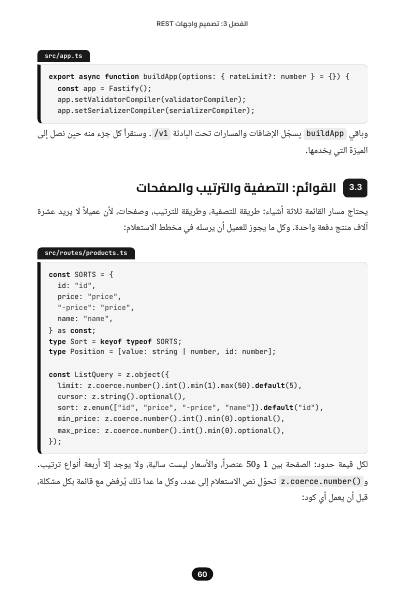 الفصل 3: تصميم واجهات REST
src/app.ts
export async function buildApp(options: { rateLimit?: number } = {}) {
  const app = Fastify();
  app.setValidatorCompiler(validatorCompiler);
  app.setSerializerCompiler(serializerCompiler);
وباقي buildApp يسجّل الإضافات والمسارات تحت البادئة /v1. وسنقرأ كل جزء منه حين نصل إلى
الميزة التي يخدمها.
3.3 القوائم: التصفية والترتيب والصفحات
يحتاج مسار القائمة ثلاثة أشياء: طريقة للتصفية، وطريقة للترتيب، وصفحات، لأن عميلاً لا يريد عشرة
آلاف منتج دفعة واحدة. وكل ما يجوز للعميل أن يرسله في مخطط الاستعلام:
src/routes/products.ts
const SORTS = {
  id: "id",
  price: "price",
  "-price": "price",
  name: "name",
} as const;
type Sort = keyof typeof SORTS;
type Position = [value: string | number, id: number];
const ListQuery = z.object({
  limit: z.coerce.number().int().min(1).max(50).default(5),
  cursor: z.string().optional(),
  sort: z.enum(["id", "price", "-price", "name"]).default("id"),
  min_price: z.coerce.number().int().min(0).optional(),
  max_price: z.coerce.number().int().min(0).optional(),
});
لكل قيمة حدود: الصفحة بين 1 و50 عنصراً، والأسعار ليست سالبة، ولا يوجد إلا أربعة أنواع ترتيب.
و z.coerce.number() تحوّل نص الاستعلام إلى عدد. وكل ما عدا ذلك يُرفض مع قائمة بكل مشكلة،
قبل أن يعمل أي كود:
60